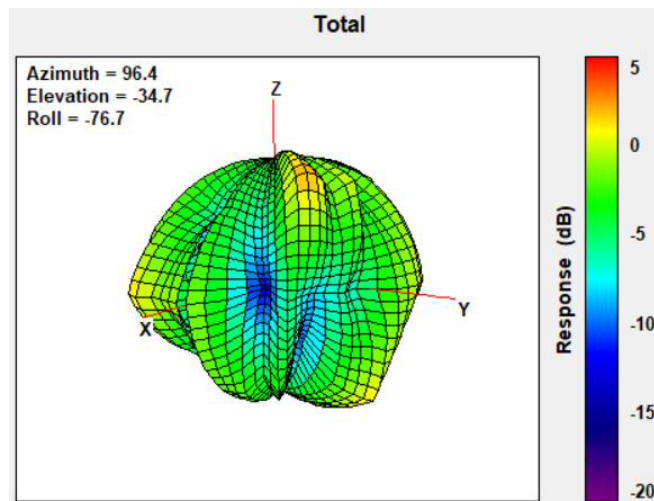 Total
Azimuth = 96.4
Elevation = -34.7
Roll = -76.7
Z
X
Y
Response (dB)
5
0
-5
-10
-15
-20